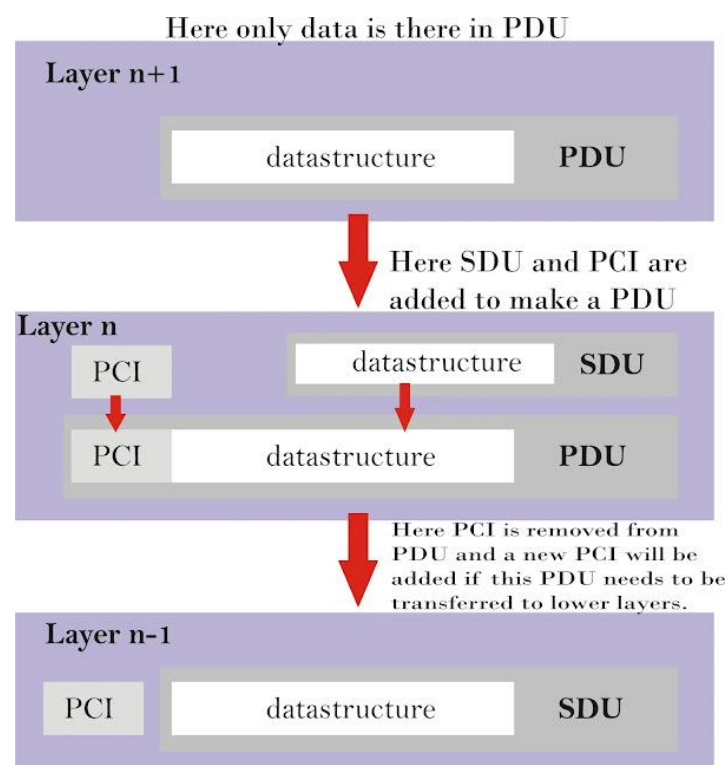 Here only data is there in PDU
Layer n+1
datastructure PDU
Here SDU and PCI are
added to make a PDU
Layer n
PCI datastructure SDU
PCI datastructure PDU
Here PCI is removed from
PDU and a new PCI will be
added if this PDU needs to be
transferred to lower layers.
Layer n-1
PCI datastructure SDU